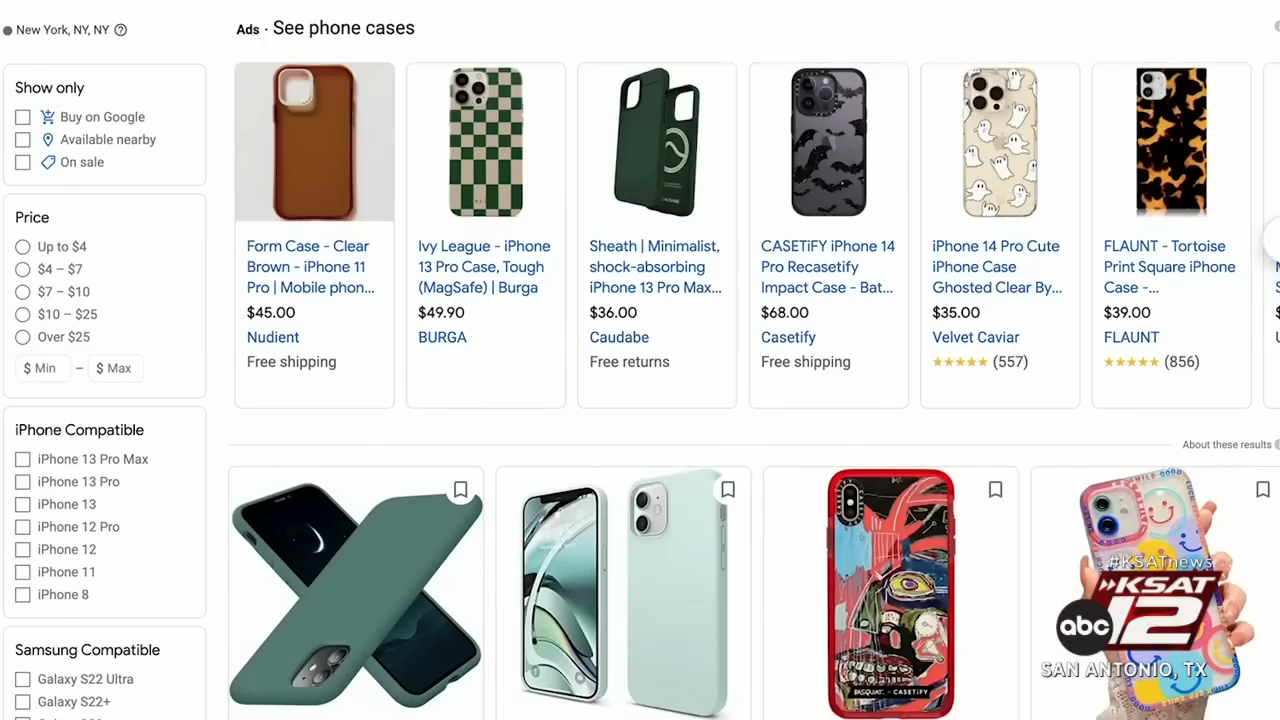 New York, NY, NY
Ads · See phone cases
Show only
Buy on Google
Available nearby
On sale
Price
Up to $4
$4 – $7
$7 – $10
$10 – $25
Over $25
$ Min – $ Max
iPhone Compatible
iPhone 13 Pro Max
iPhone 13 Pro
iPhone 13
iPhone 12 Pro
iPhone 12
iPhone 11
iPhone 8
Samsung Compatible
Galaxy S22 Ultra
Galaxy S22+
Form Case - Clear
Brown - iPhone 11
Pro | Mobile phon...
$45.00
Nudient
Free shipping
Ivy League - iPhone
13 Pro Case, Tough
(MagSafe) | Burga
$49.90
BURGA
Sheath | Minimalist,
shock-absorbing
iPhone 13 Pro Max...
$36.00
Caudabe
Free returns
CASETiFY iPhone 14
Pro Recasetify
Impact Case - Bat...
$68.00
Casetify
Free shipping
iPhone 14 Pro Cute
iPhone Case
Ghosted Clear By...
$35.00
Velvet Caviar
(557)
FLAUNT - Tortoise
Print Square iPhone
Case -...
$39.00
FLAUNT
(856)
About these results
BASQUIAT × CASETiFY
#KSATnews
KSAT
abc 12
SAN ANTONIO, TX